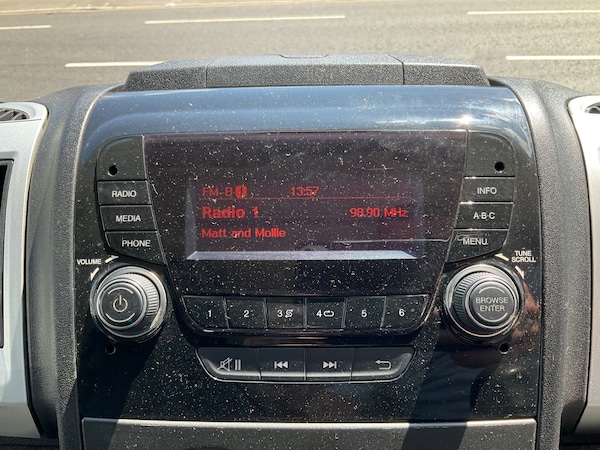 FM-B 13:57
Radio 1 98.90 MHz
Matt and Mollie
RADIO
MEDIA
PHONE
INFO
A-B-C
MENU
VOLUME
TUNE
SCROLL
BROWSE
ENTER
1 2 3 4 5 6